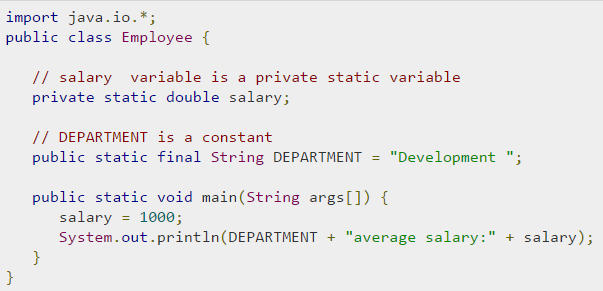 import java.io.*;
public class Employee {
// salary  variable is a private static variable
private static double salary;
// DEPARTMENT is a constant
public static final String DEPARTMENT = "Development ";
public static void main(String args[]) {
salary = 1000;
System.out.println(DEPARTMENT + "average salary:" + salary);
}
}